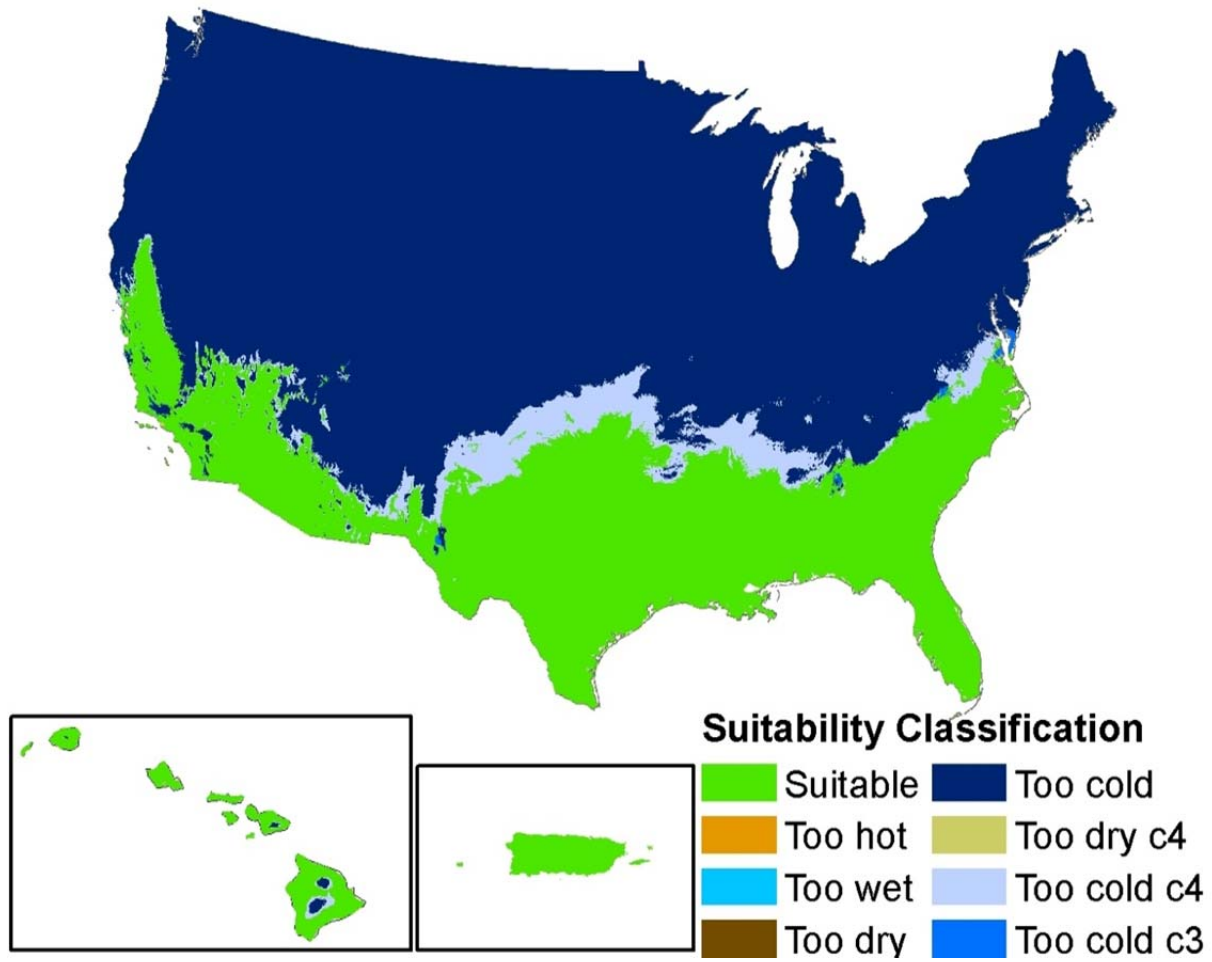 Suitability Classification
Suitable Too cold
Too hot Too dry c4
Too wet Too cold c4
Too dry Too cold c3